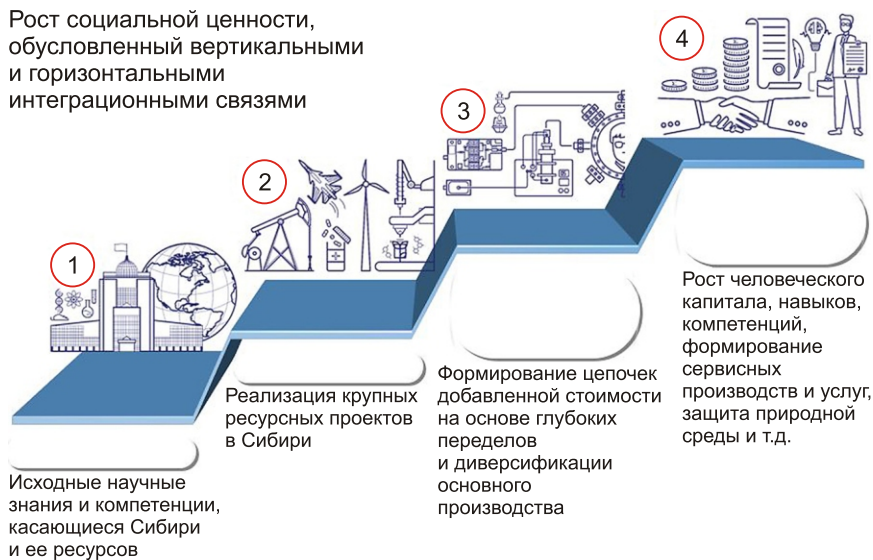 Рост социальной ценности,
обусловленный вертикальными
и горизонтальными
интеграционными связями
1
Исходные научные
знания и компетенции,
касающиеся Сибири
и ее ресурсов
2
Реализация крупных
ресурсных проектов
в Сибири
3
Формирование цепочек
добавленной стоимости
на основе глубоких
переделов
и диверсификации
основного
производства
4
Рост человеческого
капитала, навыков,
компетенций,
формирование
сервисных
производств и услуг,
защита природной
среды и т.д.